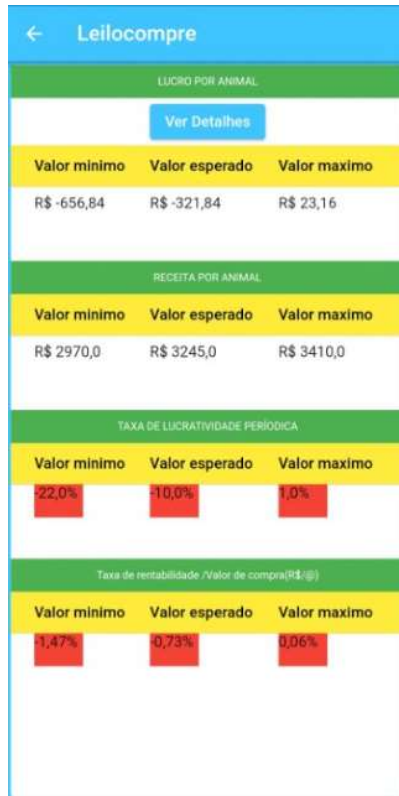 Leilocompre
LUCRO POR ANIMAL
Ver Detalhes
Valor minimo Valor esperado Valor maximo
R$ -656,84 R$ -321,84 R$ 23,16
RECEITA POR ANIMAL
Valor minimo Valor esperado Valor maximo
R$ 2970,0 R$ 3245,0 R$ 3410,0
TAXA DE LUCRATIVIDADE PERÍODICA
Valor minimo Valor esperado Valor maximo
-22,0% -10,0% 1,0%
Taxa de rentabilidade /Valor de compra(R$/@)
Valor minimo Valor esperado Valor maximo
-1,47% -0,73% 0,06%